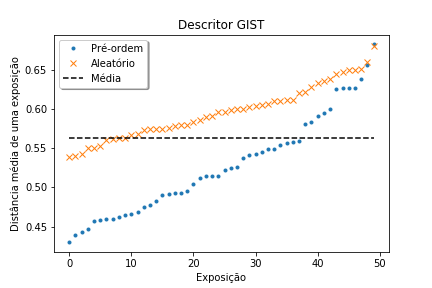 Descritor GIST
Pré-ordem
Aleatório
Média
Distância média de uma exposição
0.65
0.60
0.55
0.50
0.45
0 10 20 30 40 50
Exposição